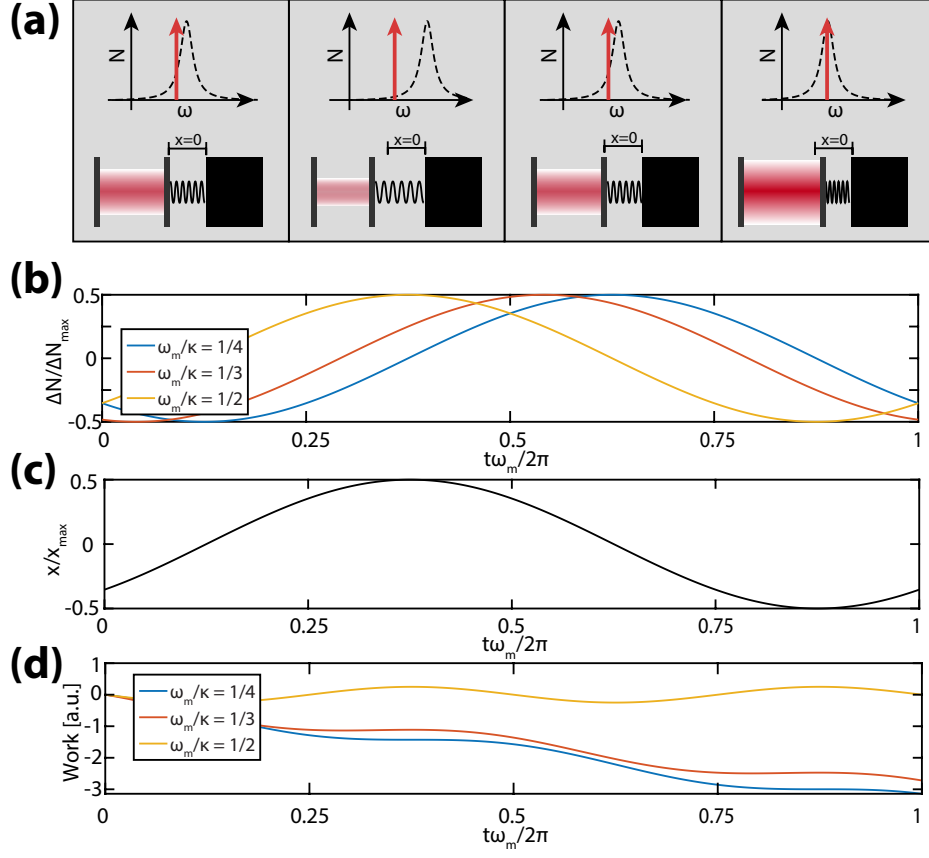 (a)
N
ω
x=0
N
ω
x=0
N
ω
x=0
N
ω
x=0
(b)
ΔN/ΔN_max
0.5
0
-0.5
ω_m/κ = 1/4
ω_m/κ = 1/3
ω_m/κ = 1/2
0 0.25 0.5 0.75 1
tω_m/2π
(c)
x/x_max
0.5
0
-0.5
0 0.25 0.5 0.75 1
tω_m/2π
(d)
Work [a.u.]
1
0
-1
-2
-3
ω_m/κ = 1/4
ω_m/κ = 1/3
ω_m/κ = 1/2
0 0.25 0.5 0.75 1
tω_m/2π